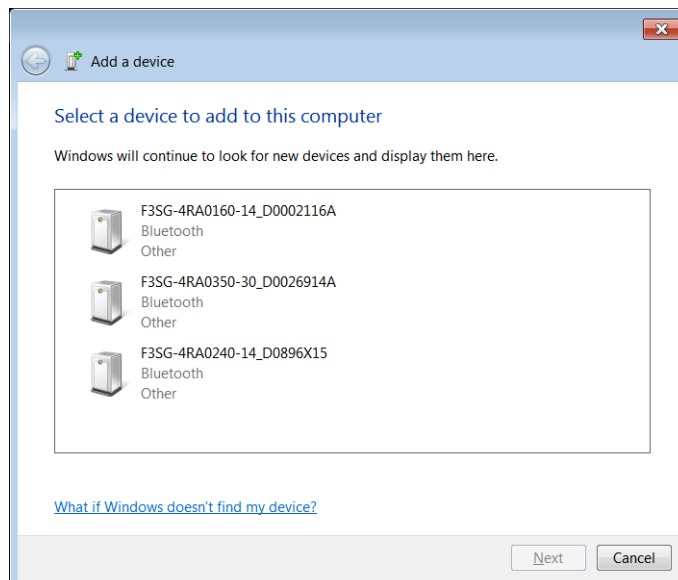 Add a device
Select a device to add to this computer
Windows will continue to look for new devices and display them here.
F3SG-4RA0160-14_D0002116A
Bluetooth
Other
F3SG-4RA0350-30_D0026914A
Bluetooth
Other
F3SG-4RA0240-14_D0896X15
Bluetooth
Other
What if Windows doesn't find my device?
Next
Cancel